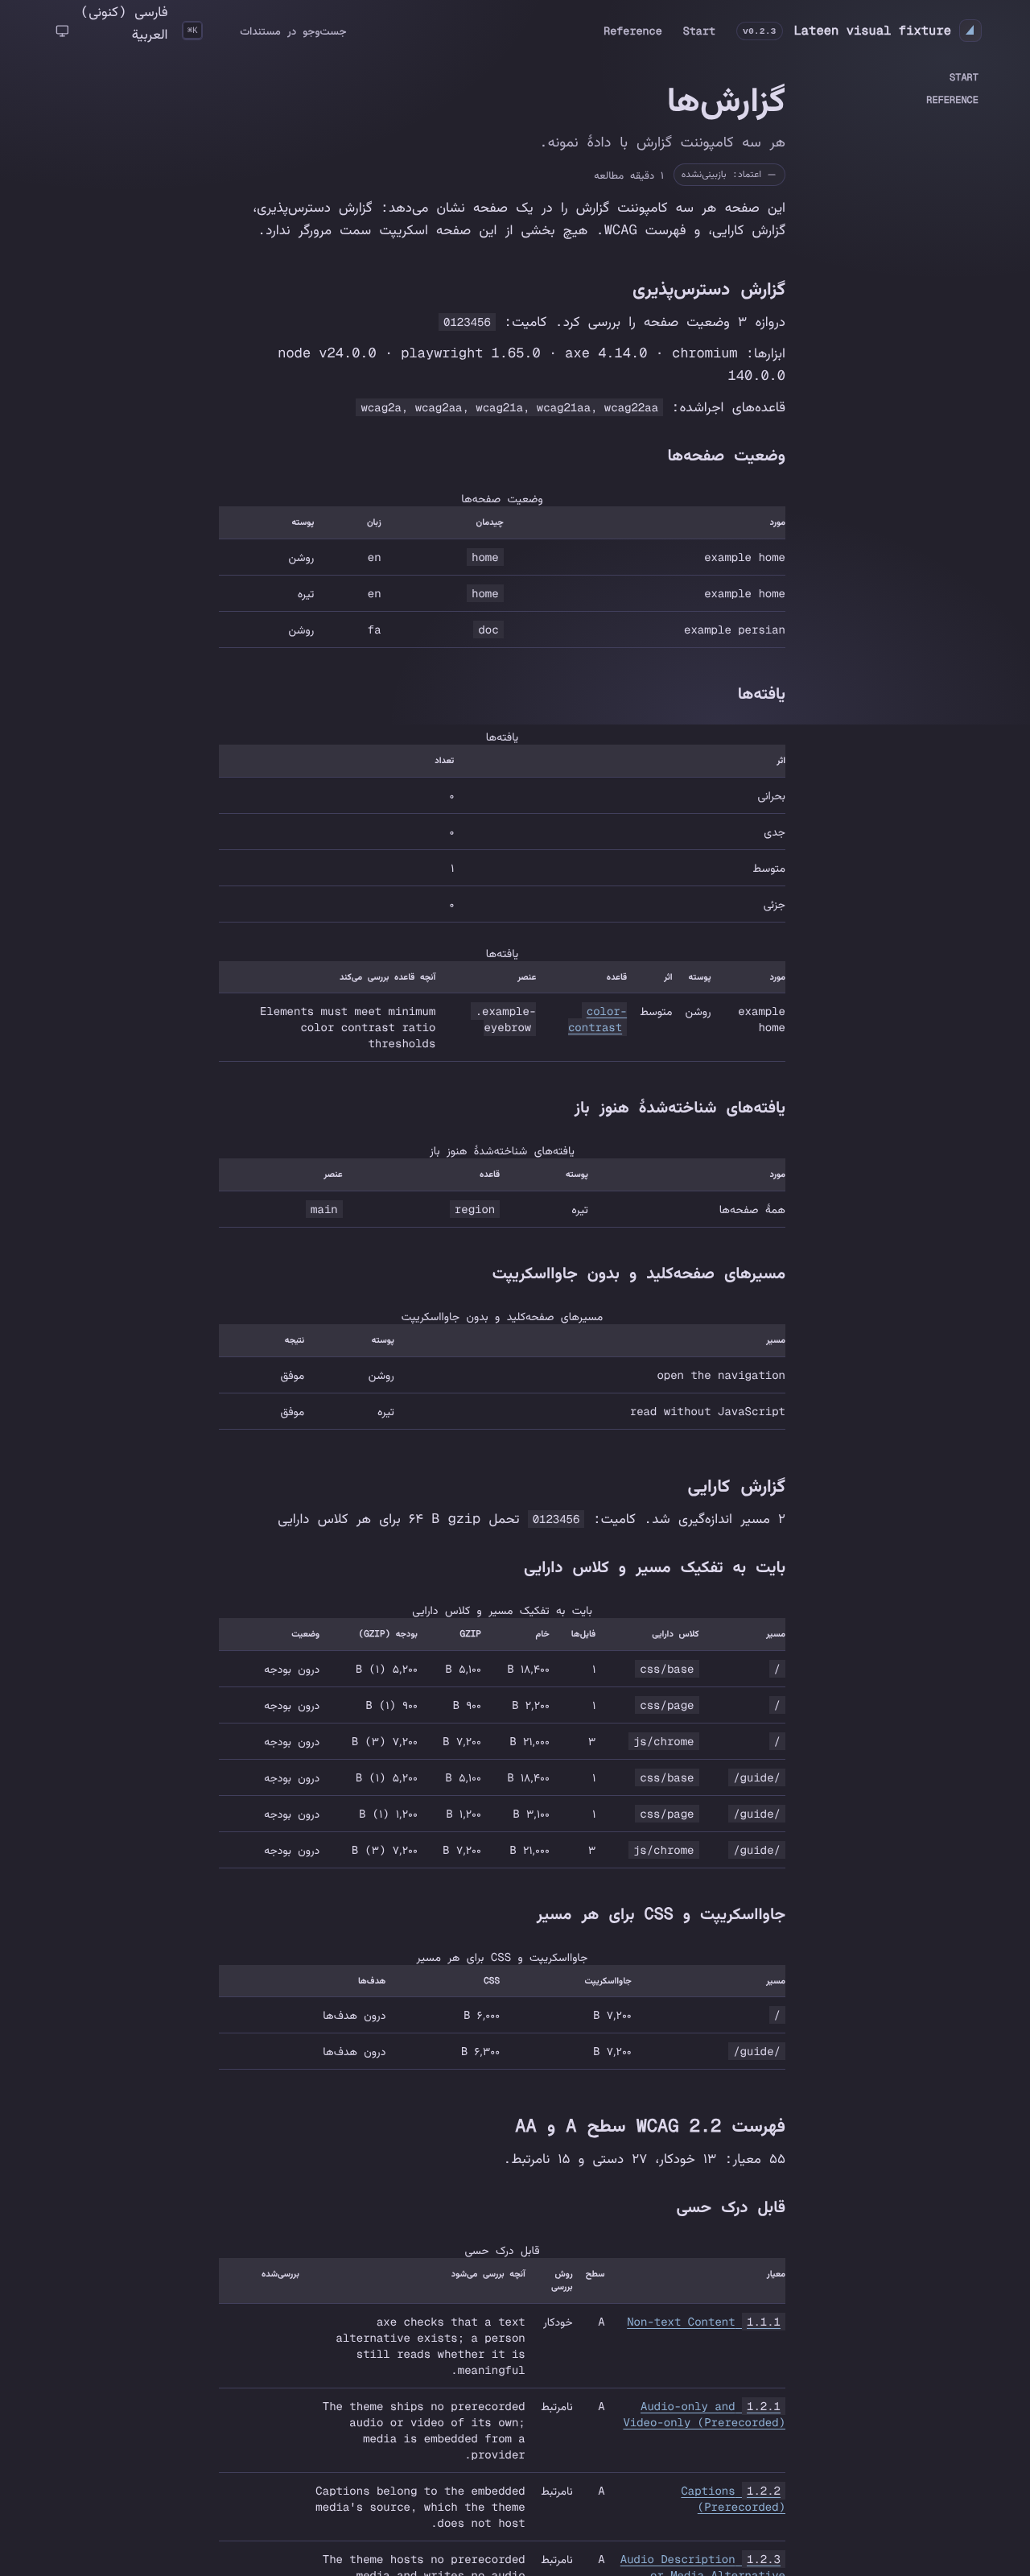 Lateen visual fixture v0.2.3 Start Reference جست‌وجو در مستندات ⌘K فارسی (کنونی)
العربية
START
REFERENCE
گزارش‌ها
هر سه کامپوننت گزارش با دادهٔ نمونه.
— اعتماد: بازبینی‌نشده ۱ دقیقه مطالعه
این صفحه هر سه کامپوننت گزارش را در یک صفحه نشان می‌دهد: گزارش دسترس‌پذیری،
گزارش کارایی، و فهرست WCAG. هیچ بخشی از این صفحه اسکریپت سمت مرورگر ندارد.
گزارش دسترس‌پذیری
دروازه ۳ وضعیت صفحه را بررسی کرد. کامیت: 0123456
ابزارها: node v24.0.0 · playwright 1.65.0 · axe 4.14.0 · chromium
140.0.0
قاعده‌های اجراشده: wcag2a, wcag2aa, wcag21a, wcag21aa, wcag22aa
وضعیت صفحه‌ها
وضعیت صفحه‌ها
مورد چیدمان زبان پوسته
example home home en روشن
example home home en تیره
example persian doc fa روشن
یافته‌ها
یافته‌ها
اثر تعداد
بحرانی ۰
جدی ۰
متوسط ۱
جزئی ۰
یافته‌ها
مورد پوسته اثر قاعده عنصر آنچه قاعده بررسی می‌کند
example روشن متوسط color- .example- Elements must meet minimum
home contrast eyebrow color contrast ratio
thresholds
یافته‌های شناخته‌شدهٔ هنوز باز
یافته‌های شناخته‌شدهٔ هنوز باز
مورد پوسته قاعده عنصر
همهٔ صفحه‌ها تیره region main
مسیرهای صفحه‌کلید و بدون جاوااسکریپت
مسیرهای صفحه‌کلید و بدون جاوااسکریپت
مسیر پوسته نتیجه
open the navigation روشن موفق
read without JavaScript تیره موفق
گزارش کارایی
۲ مسیر اندازه‌گیری شد. کامیت: 0123456 تحمل ۶۴ B gzip برای هر کلاس دارایی
بایت به تفکیک مسیر و کلاس دارایی
بایت به تفکیک مسیر و کلاس دارایی
مسیر کلاس دارایی فایل‌ها خام GZIP بودجه (GZIP) وضعیت
/ css/base ۱ ۱۸٬۴۰۰ B ۵٬۱۰۰ B ۵٬۲۰۰ B (۱) درون بودجه
/ css/page ۱ ۲٬۲۰۰ B ۹۰۰ B ۹۰۰ B (۱) درون بودجه
/ js/chrome ۳ ۲۱٬۰۰۰ B ۷٬۲۰۰ B ۷٬۲۰۰ B (۳) درون بودجه
/guide/ css/base ۱ ۱۸٬۴۰۰ B ۵٬۱۰۰ B ۵٬۲۰۰ B (۱) درون بودجه
/guide/ css/page ۱ ۳٬۱۰۰ B ۱٬۲۰۰ B ۱٬۲۰۰ B (۱) درون بودجه
/guide/ js/chrome ۳ ۲۱٬۰۰۰ B ۷٬۲۰۰ B ۷٬۲۰۰ B (۳) درون بودجه
جاوااسکریپت و CSS برای هر مسیر
جاوااسکریپت و CSS برای هر مسیر
مسیر جاوااسکریپت CSS هدف‌ها
/ ۷٬۲۰۰ B ۶٬۰۰۰ B درون هدف‌ها
/guide/ ۷٬۲۰۰ B ۶٬۳۰۰ B درون هدف‌ها
فهرست WCAG 2.2 سطح A و AA
۵۵ معیار: ۱۳ خودکار، ۲۷ دستی و ۱۵ نامرتبط.
قابل درک حسی
قابل درک حسی
معیار سطح روش آنچه بررسی می‌شود بررسی‌شده
بررسی
1.1.1 Non-text Content A خودکار axe checks that a text
alternative exists; a person
still reads whether it is
meaningful.
1.2.1 Audio-only and A نامرتبط The theme ships no prerecorded
Video-only (Prerecorded) audio or video of its own;
media is embedded from a
provider.
1.2.2 Captions A نامرتبط Captions belong to the embedded
(Prerecorded) media's source, which the theme
does not host.
1.2.3 Audio Description A نامرتبط The theme hosts no prerecorded
or Media Alternative media and writes no audio